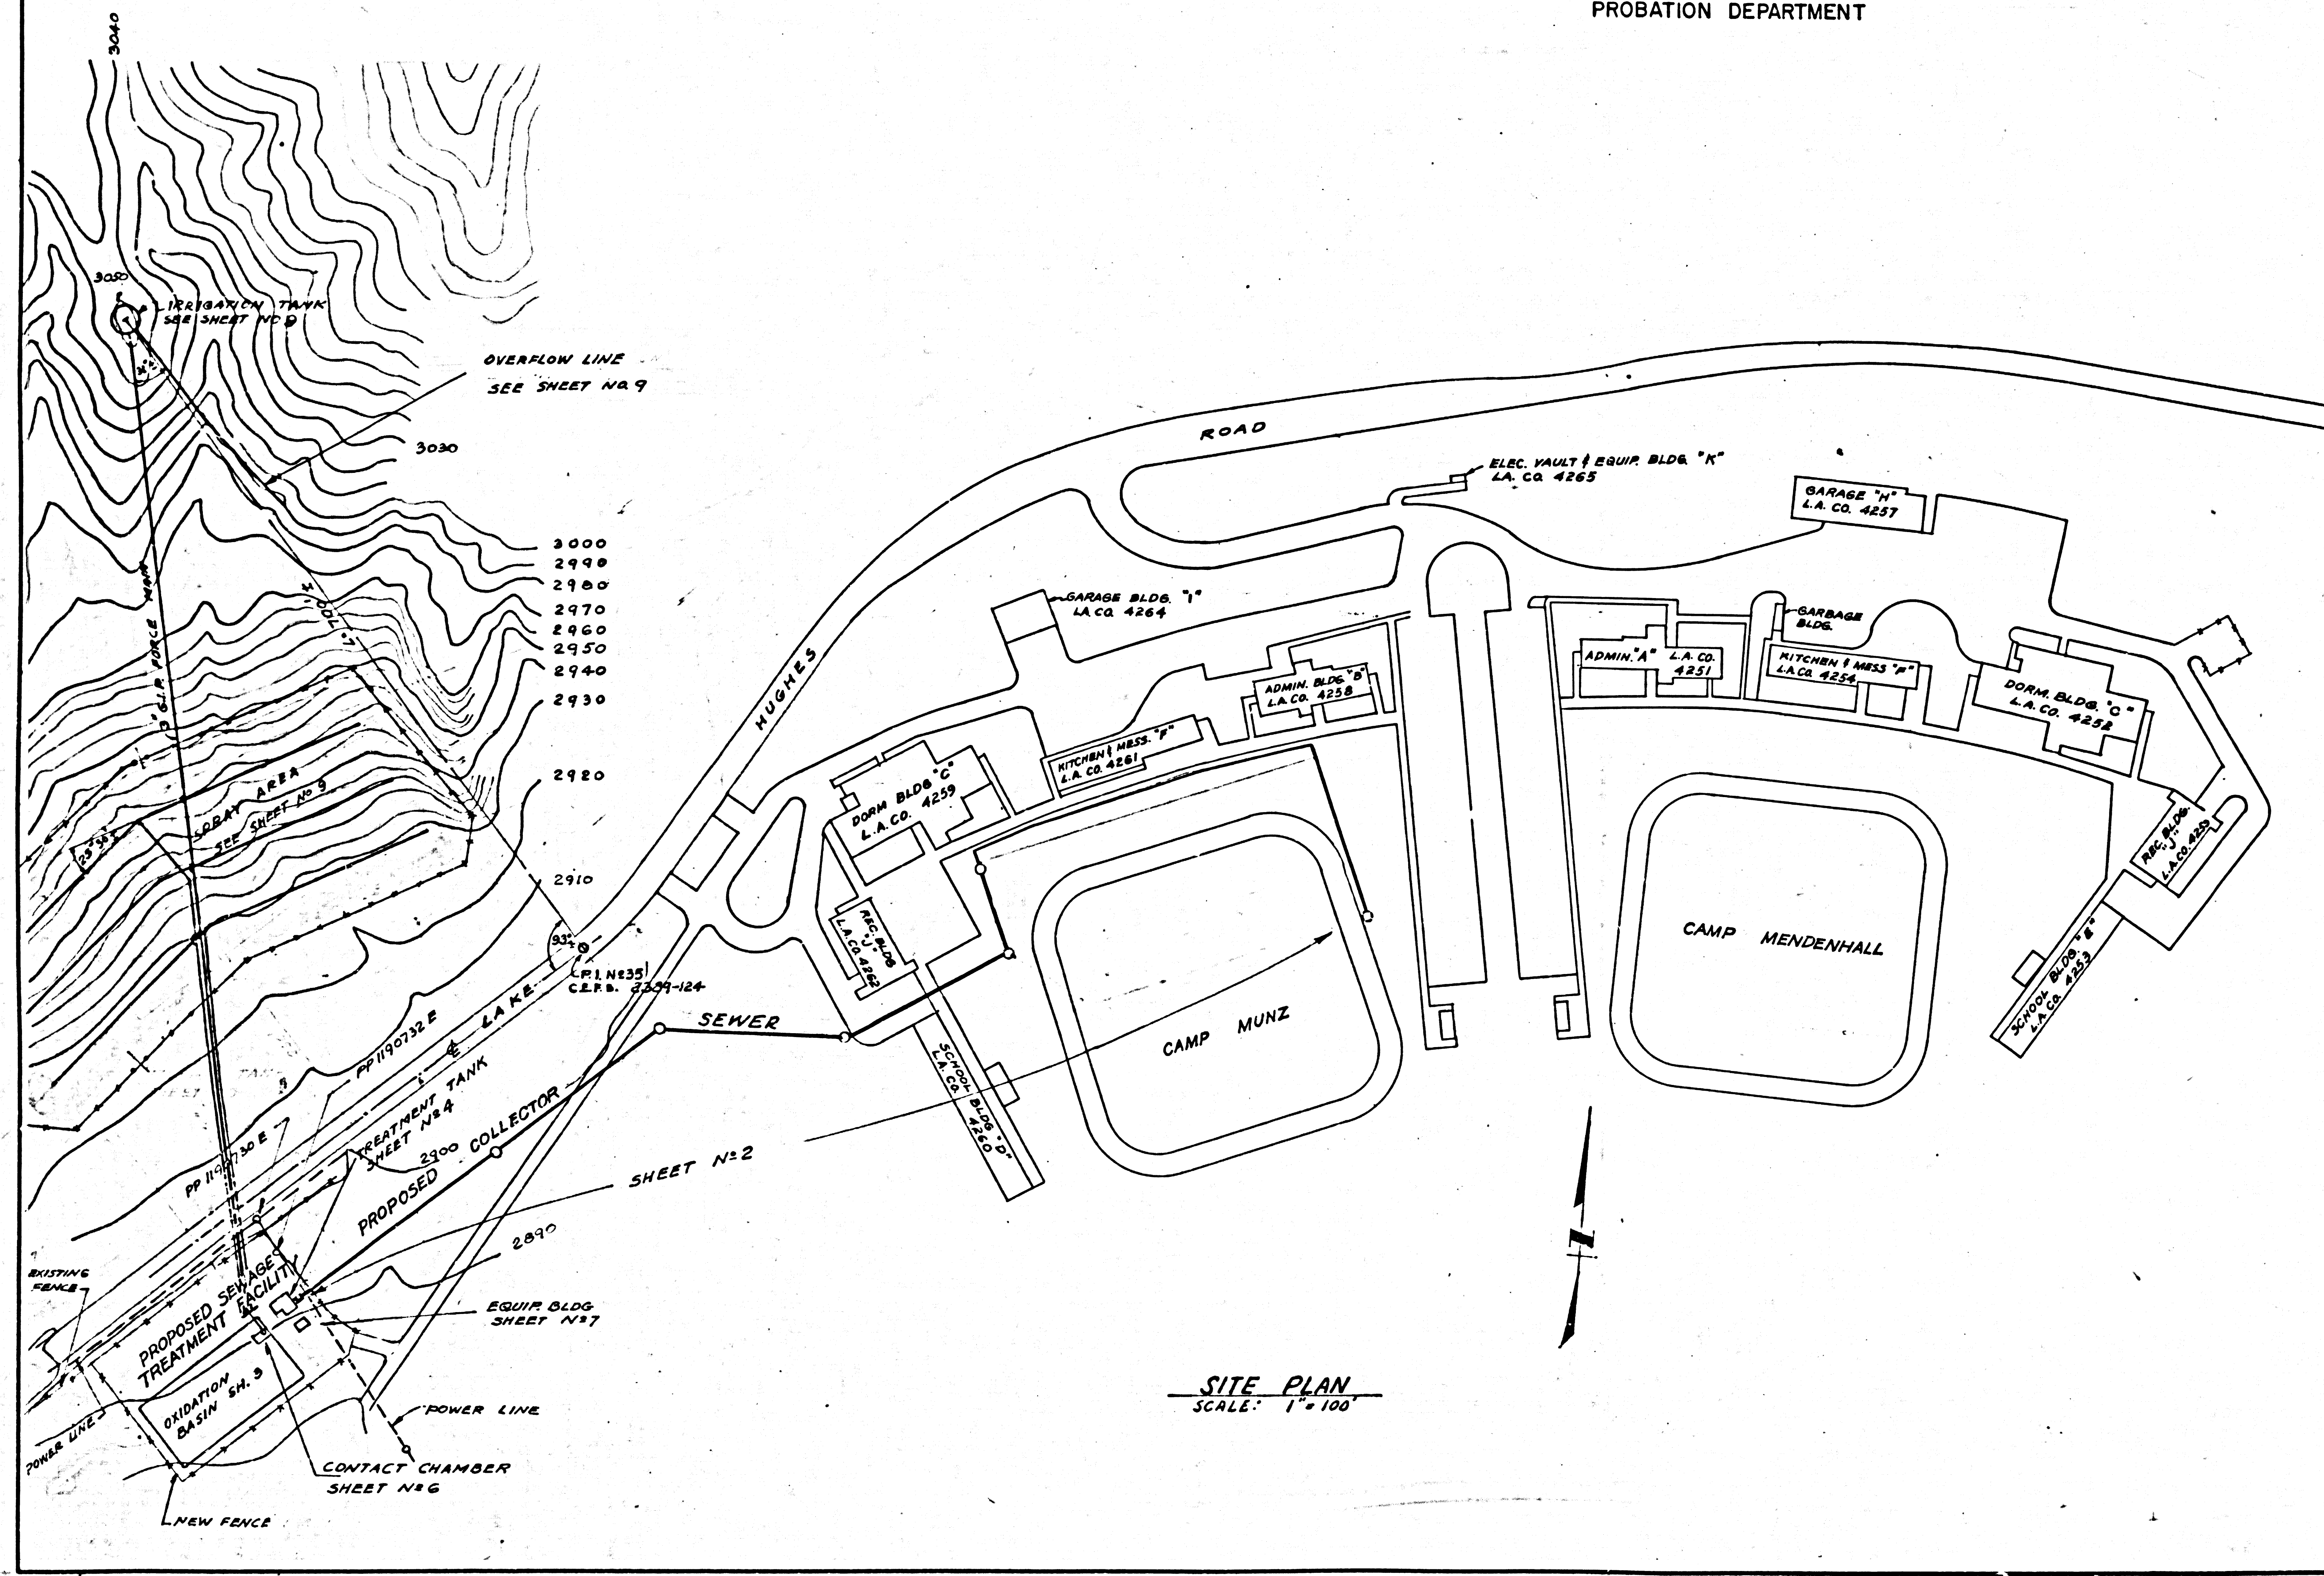 PROBATION DEPARTMENT
3040
3050
IRRIGATION TANK
SEE SHEET NO 9
OVERFLOW LINE
SEE SHEET NO. 9
3030
3000
2990
2980
2970
2960
2950
2940
2930
2920
2910
3" G.I.P. FORCE MAIN
SPRAY AREA
SEE SHEET NO 9
ROAD
HUGHES
LAKE
ELEC. VAULT & EQUIP. BLDG. "K"
L.A. CO. 4265
GARAGE "H"
L.A. CO. 4257
GARAGE BLDG. "I"
L.A. CO. 4264
GARBAGE
BLDG.
ADMIN. BLDG. "B"
L.A. CO. 4258
ADMIN. "A" L.A. CO.
4251
KITCHEN & MESS "F"
L.A. CO. 4254
DORM. BLDG. "C"
L.A. CO. 4252
KITCHEN & MESS. "F"
L.A. CO. 4261
DORM BLDG "C"
L.A. CO. 4259
REC. BLDG
"J"
L.A. CO. 4262
REC. BLDG.
"J"
L.A. CO. 4255
SCHOOL BLDG "D"
L.A. CO.
4260
SCHOOL BLDG. "E"
L.A. CO. 4253
CAMP MUNZ
CAMP MENDENHALL
P.I. No 35
C.E.F.B. 2339-124
SEWER
COLLECTOR
PROPOSED
PP 1190732 E
TREATMENT TANK
SHEET No 4
2900
SHEET No 2
2890
EXISTING
FENCE
PROPOSED SEWAGE
TREATMENT FACILITY
EQUIP. BLDG
SHEET No 7
OXIDATION
BASIN SH. 3
POWER LINE
POWER LINE
CONTACT CHAMBER
SHEET No 6
NEW FENCE
N
SITE PLAN
SCALE: 1" = 100'